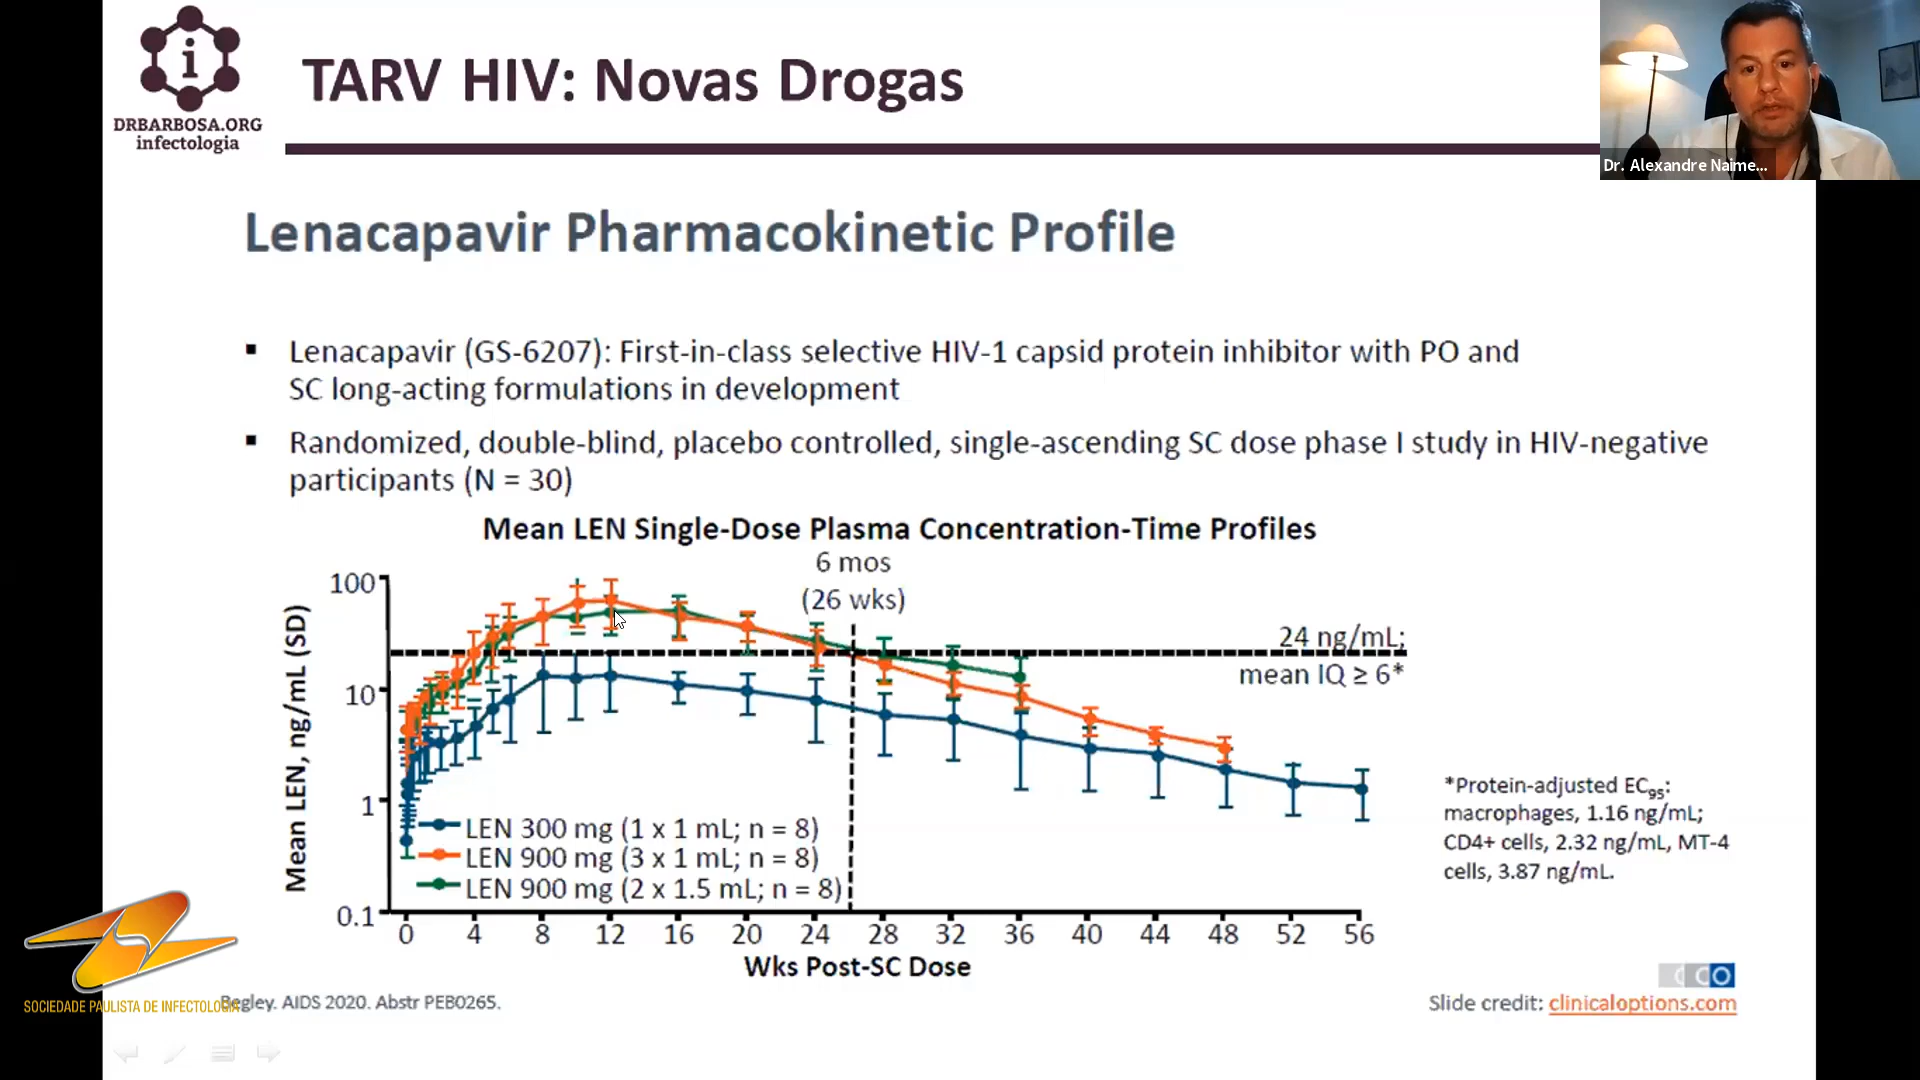 i
DRBARBOSA.ORG
infectologia
TARV HIV: Novas Drogas
Dr. Alexandre Naime...
Lenacapavir Pharmacokinetic Profile
Lenacapavir (GS-6207): First-in-class selective HIV-1 capsid protein inhibitor with PO and
SC long-acting formulations in development
Randomized, double-blind, placebo controlled, single-ascending SC dose phase I study in HIV-negative
participants (N = 30)
Mean LEN Single-Dose Plasma Concentration-Time Profiles
6 mos
(26 wks)
Mean LEN, ng/mL (SD)
100
10
1
0.1
24 ng/mL;
mean IQ ≥ 6*
LEN 300 mg (1 x 1 mL; n = 8)
LEN 900 mg (3 x 1 mL; n = 8)
LEN 900 mg (2 x 1.5 mL; n = 8)
0 4 8 12 16 20 24 28 32 36 40 44 48 52 56
Wks Post-SC Dose
*Protein-adjusted EC95:
macrophages, 1.16 ng/mL;
CD4+ cells, 2.32 ng/mL, MT-4
cells, 3.87 ng/mL.
CCO
SOCIEDADE PAULISTA DE INFECTOLOGIA
Begley. AIDS 2020. Abstr PEB0265.
Slide credit: clinicaloptions.com